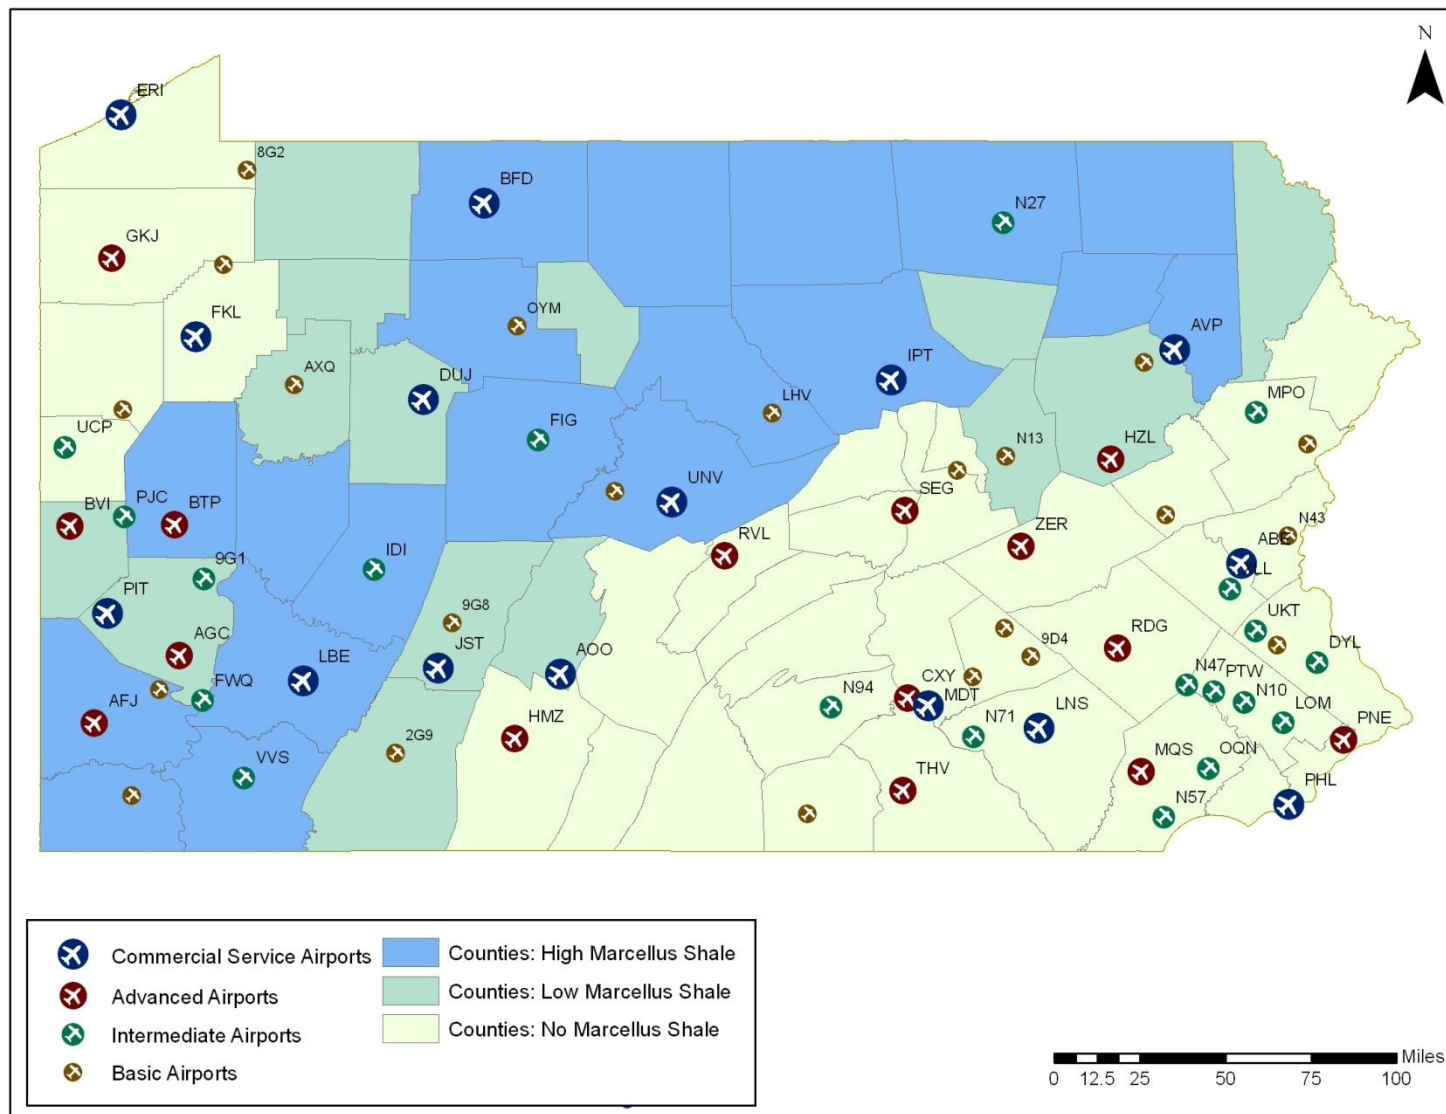 N
ERI
8G2
BFD
N27
GKJ
FKL
OYM
AVP
AXQ
DUJ
IPT
LHV
MPO
UCP
FIG
N13
HZL
UNV
SEG
BVI
PJC
BTP
ZER
N43
RVL
ABE
9G1
IDI
PIT
9G8
UKT
AGC
RDG
9D4
DYL
LBE
JST
AOO
FWQ
CXY
N47
PTW
N94
MDT
N10
LOM
AFJ
HMZ
N71
LNS
PNE
2G9
VVS
MQS
OQN
THV
PHL
N57
Commercial Service Airports
Advanced Airports
Intermediate Airports
Basic Airports
Counties: High Marcellus Shale
Counties: Low Marcellus Shale
Counties: No Marcellus Shale
Miles
0 12.5 25 50 75 100